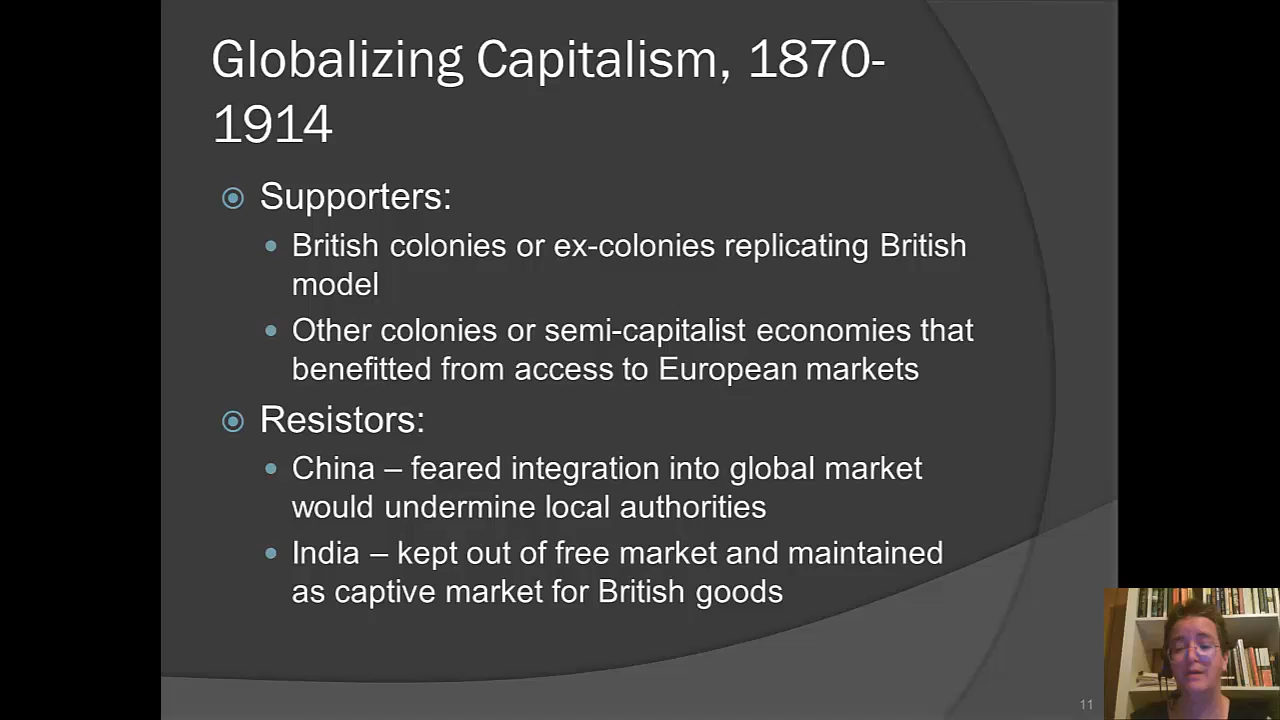 Globalizing Capitalism, 1870-
1914
Supporters:
British colonies or ex-colonies replicating British
model
Other colonies or semi-capitalist economies that
benefitted from access to European markets
Resistors:
China – feared integration into global market
would undermine local authorities
India – kept out of free market and maintained
as captive market for British goods
11